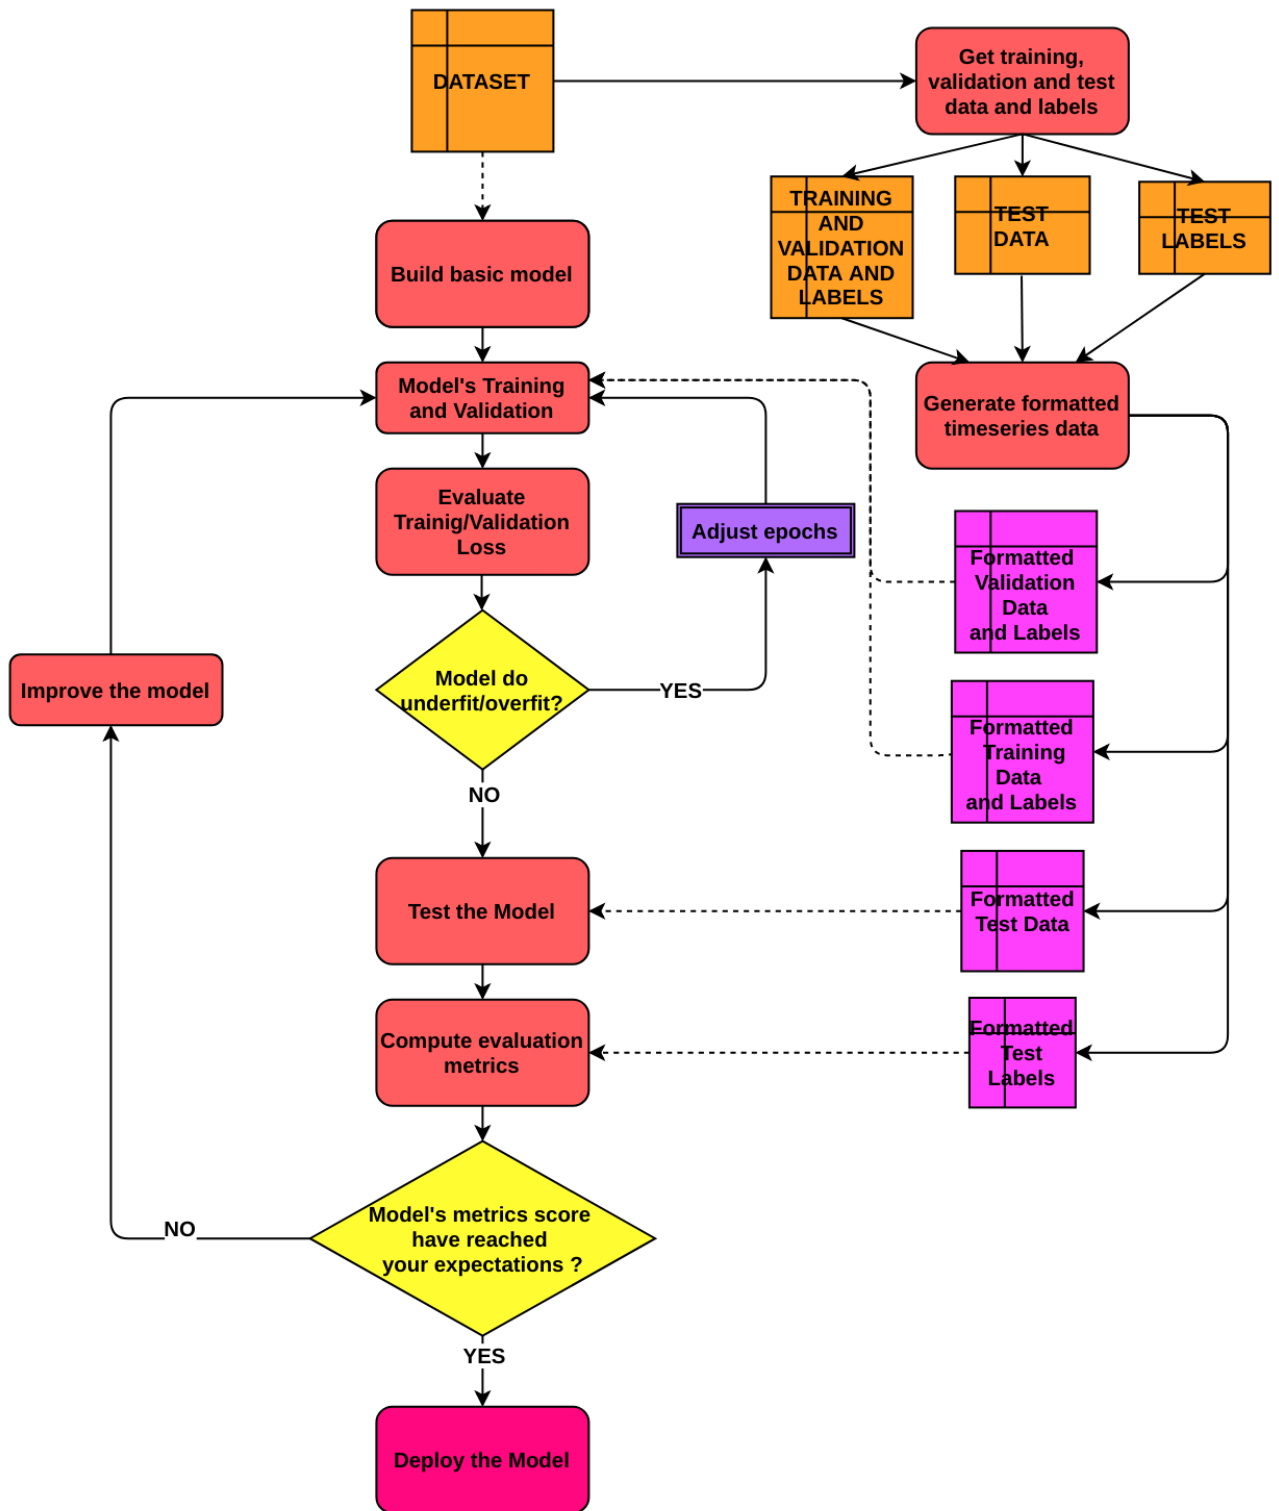 DATASET
Get training,
validation and test
data and labels
TRAINING
AND
VALIDATION
DATA AND
LABELS
TEST
DATA
TEST
LABELS
Build basic model
Model's Training
and Validation
Generate formatted
timeseries data
Evaluate
Trainig/Validation
Loss
Adjust epochs
Formatted
Validation
Data
and Labels
Improve the model
Model do
underfit/overfit?
YES
Formatted
Training
Data
and Labels
NO
Test the Model
Formatted
Test Data
Compute evaluation
metrics
Formatted
Test
Labels
Model's metrics score
have reached
your expectations ?
NO
YES
Deploy the Model